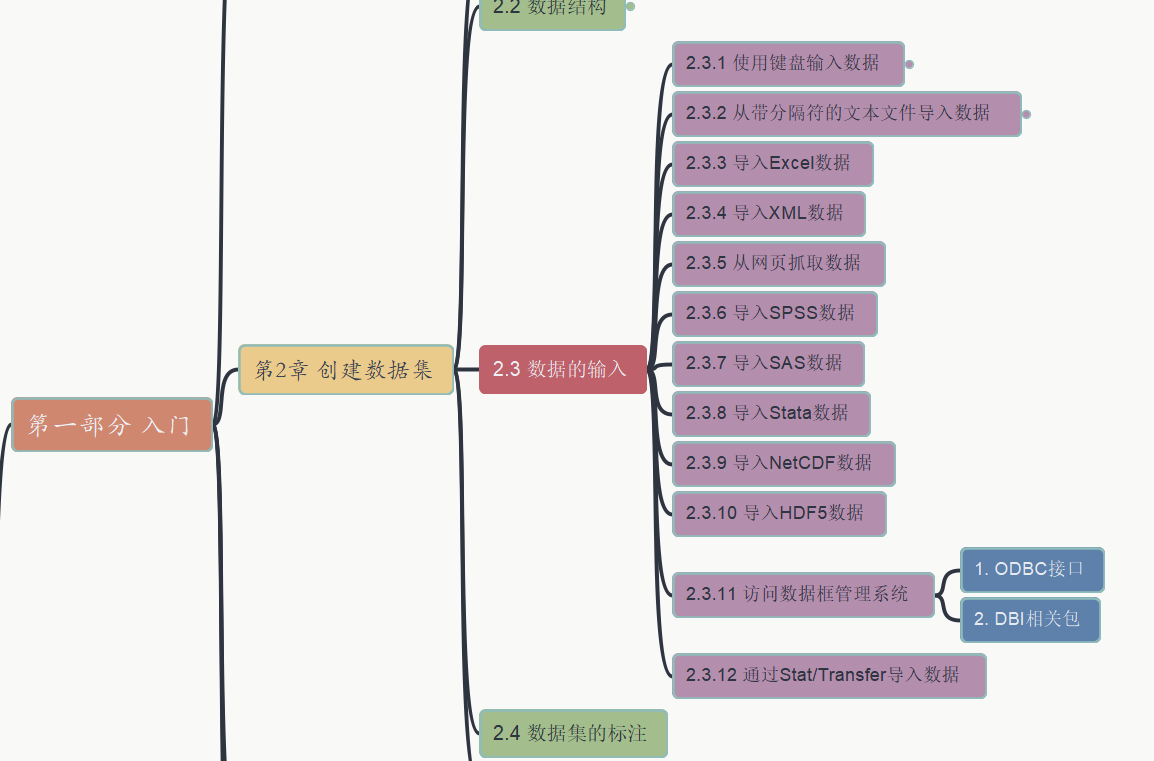 2.2 数据结构
2.3.1 使用键盘输入数据
2.3.2 从带分隔符的文本文件导入数据
2.3.3 导入Excel数据
2.3.4 导入XML数据
2.3.5 从网页抓取数据
2.3.6 导入SPSS数据
第2章 创建数据集
2.3 数据的输入
2.3.7 导入SAS数据
第一部分 入门
2.3.8 导入Stata数据
2.3.9 导入NetCDF数据
2.3.10 导入HDF5数据
2.3.11 访问数据框管理系统
1. ODBC接口
2. DBI相关包
2.3.12 通过Stat/Transfer导入数据
2.4 数据集的标注